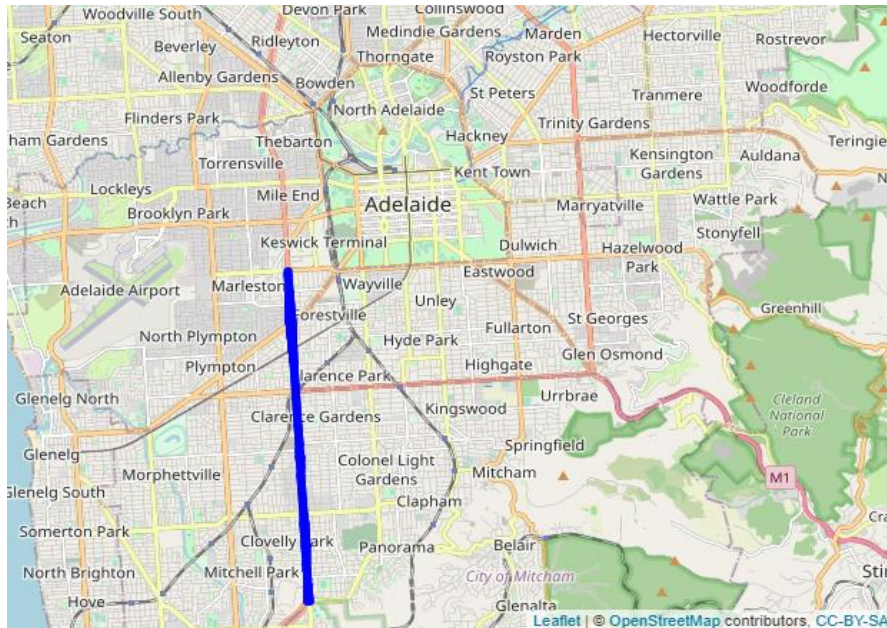 Woodville South
Devon Park
Collinswood
Seaton
Beverley
Ridleyton
Medindie Gardens
Marden
Hectorville
Rostrevor
Allenby Gardens
Bowden
Thorngate
Royston Park
Woodforde
Flinders Park
North Adelaide
St Peters
Tranmere
ham Gardens
Thebarton
Hackney
Trinity Gardens
Teringie
Torrensville
Kent Town
Kensington
Gardens
Auldana
Lockleys
Mile End
Beach
Brooklyn Park
Adelaide
Marryatville
Wattle Park
Keswick Terminal
Dulwich
Hazelwood
Park
Stonyfell
Adelaide Airport
Marleston
Wayville
Eastwood
Forestville
Unley
St Georges
Greenhill
North Plympton
Hyde Park
Fullarton
Plympton
Glen Osmond
Glenelg North
larence Park
Highgate
Urrbrae
Cleland
National
Park
Clarence Gardens
Kingswood
Glenelg
Springfield
Morphettville
Colonel Light
Gardens
Mitcham
M1
Glenelg South
Clapham
Somerton Park
Clovelly Park
Panorama
Belair
North Brighton
Mitchell Park
City of Mitcham
Hove
Glenalta
Leaflet | © OpenStreetMap contributors, CC-BY-SA